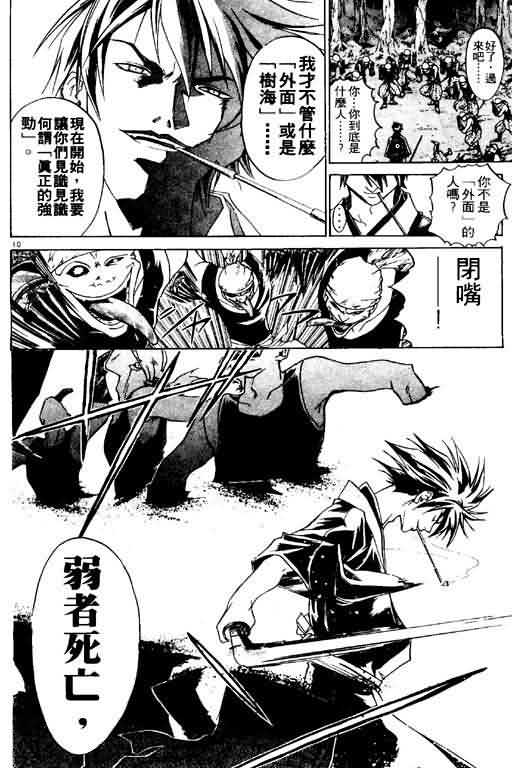 好了，過
來吧……
你…你到底是
什麼人……？
你不是
「外面」的
人嗎？
……
我才不管什麼
「外面」或是
「樹海」……
現在開始，我要
讓你們見識見識
何謂「眞正的強
勁」。
10
閉嘴
——！
弱者死亡，